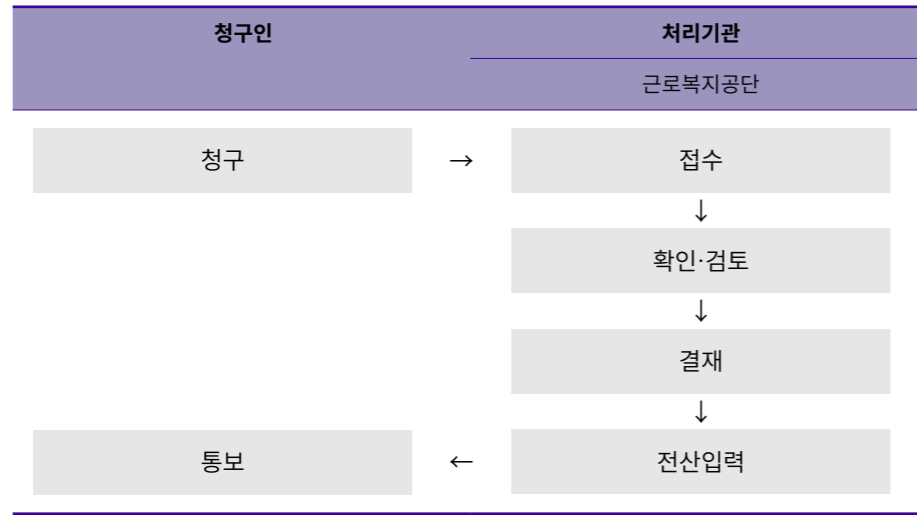 청구인 처리기관
근로복지공단
청구 → 접수
↓
확인·검토
↓
결재
↓
통보 ← 전산입력